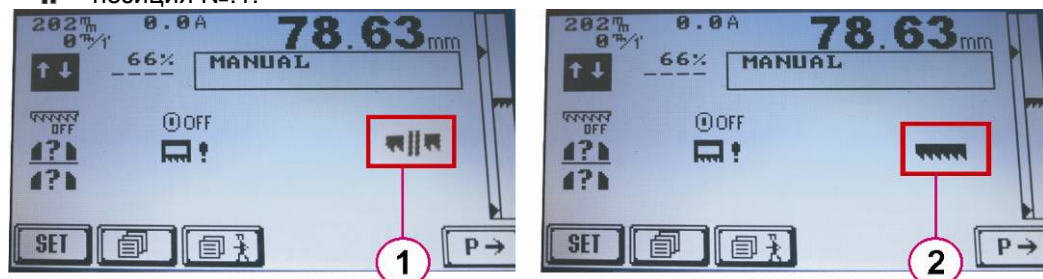 позиция
202 m/m 0.0A 78.63mm
0 m/1'
66% MANUAL
OFF OFF
?
?
SET P
1
202 m/m 0.0A 78.63mm
0 m/1'
66% MANUAL
OFF OFF
?
?
SET P
2